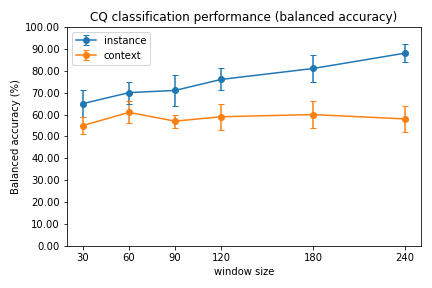 CQ classification performance (balanced accuracy)
100.00
90.00
80.00
70.00
60.00
50.00
40.00
30.00
20.00
10.00
0.00
Balanced accuracy (%)
instance
context
30 60 90 120 180 240
window size